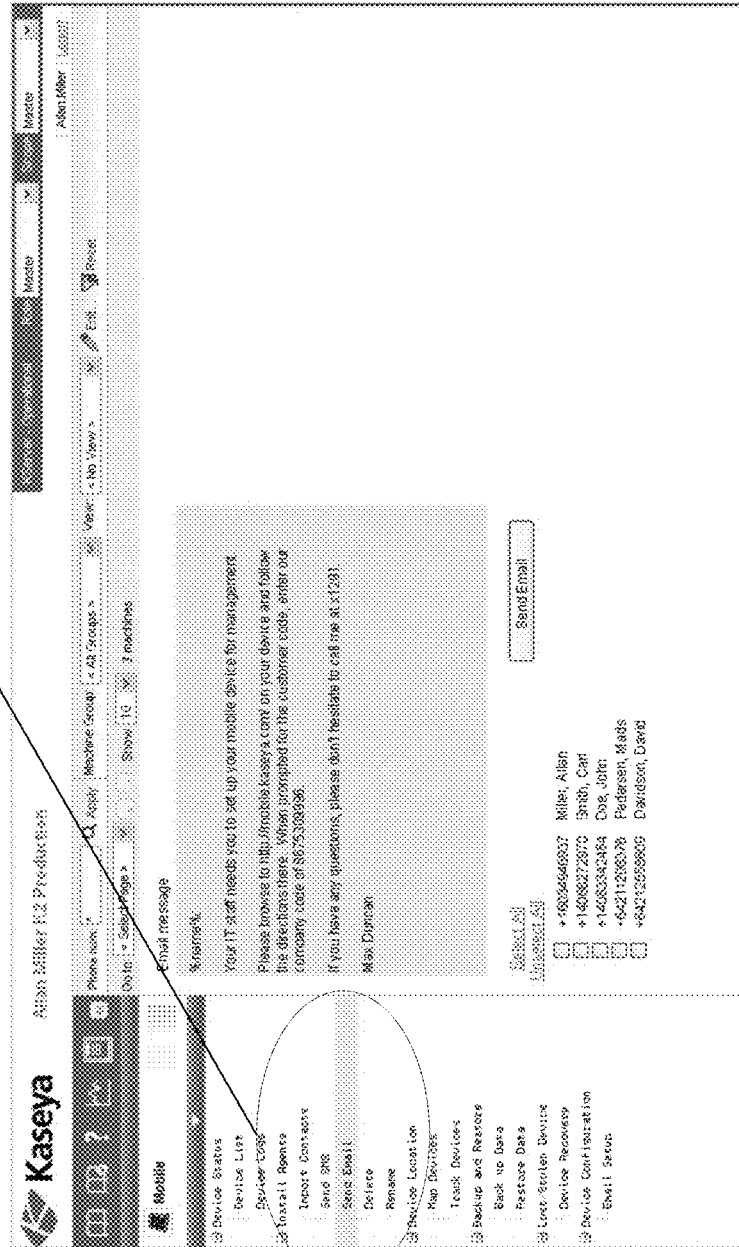 Kaseya
Allan Miller K2 Production
Role Master
Scope Master
Allan Miller Logoff
Phone num: *
Apply
Machine Group: < All Groups >
View: < No View >
Edit...
Reset
Go to: < Select Page >
Show 10
Mobile
Device Status
Device List
Device Logs
Install Agents
Import Contacts
Send SMS
Send Email
Delete
Rename
Device Location
Map Devices
Track Devices
Backup and Restore
Back up Data
Restore Data
Lost/Stolen Device
Device Recovery
Device Configuration
Email Setup
Email message
%name%,
Your IT staff needs you to set up your mobile device for management.
Please browse to http://mobile.kaseya.com/ on your device and follow
the directions there. When prompted for the customer code, enter our
company code of 8675309896.
If you have any questions, please don't hesitate to call me at x1281.
Max Duncan
Select All
Unselect All
Send Email
Miller, Allan
Smith, Carl
Doe, John
Pedersen, Mads
Davidson, David